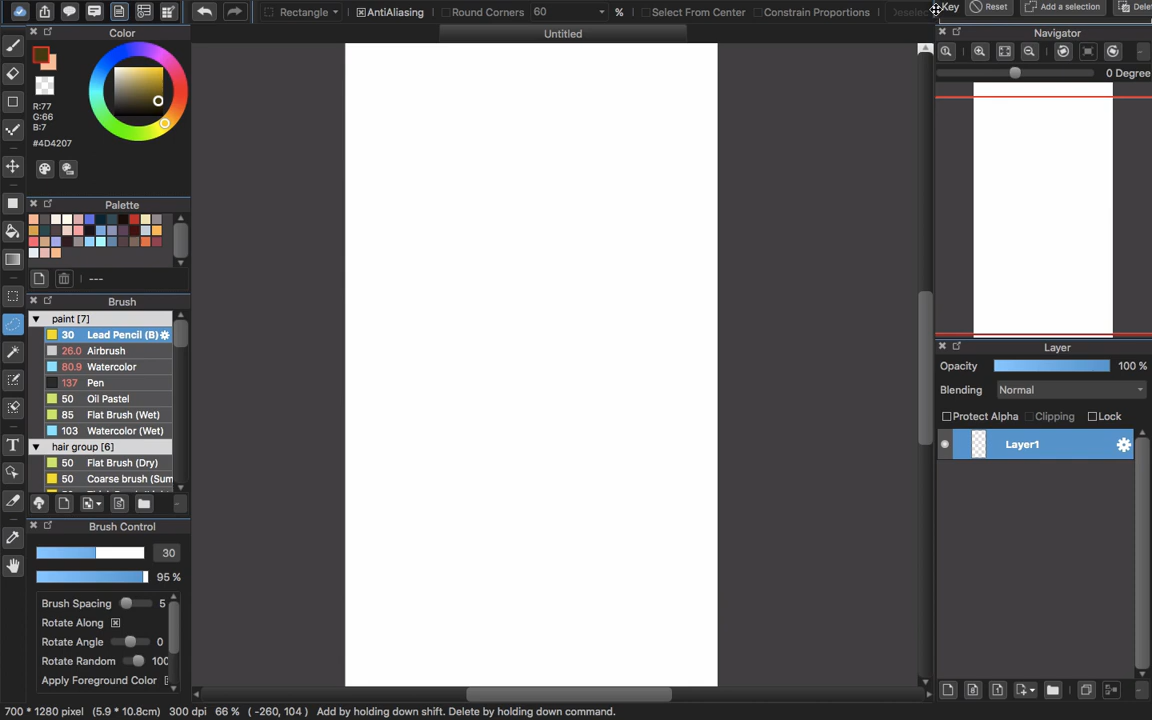 Rectangle AntiAliasing Round Corners 60 % Select From Center Constrain Proportions Key Reset Add a selection
Color
R:77
G:66
B:7
#4D4207
Palette
---
Brush
paint [7]
30 Lead Pencil (B)
26.0 Airbrush
80.9 Watercolor
137 Pen
50 Oil Pastel
85 Flat Brush (Wet)
103 Watercolor (Wet)
hair group [6]
50 Flat Brush (Dry)
50 Coarse brush (Sum
Brush Control
30
95 %
Brush Spacing 5
Rotate Along
Rotate Angle 0
Rotate Random 100
Apply Foreground Color
Untitled
Navigator
0 Degree
Layer
Opacity 100 %
Blending Normal
Protect Alpha Clipping Lock
Layer1
700 * 1280 pixel (5.9 * 10.8cm) 300 dpi 66 % ( -260, 104 ) Add by holding down shift. Delete by holding down command.